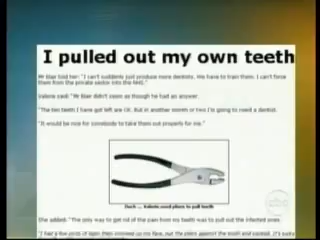 I pulled out my own teeth
Mr Blair told her: "I can't suddenly just produce more dentists. We have to train them. I can't force
them from the private sector into the NHS."
Valerie said: "Mr Blair didn't seem as though he had an answer.
"The ten teeth I have got left are OK. But in another month or two I'm going to need a dentist.
"It would be nice for somebody to take them out properly for me."
Ouch ... Valerie used pliers to pull teeth
abc
She added: "The only way to get rid of the pain from my teeth was to pull out the infected ones.